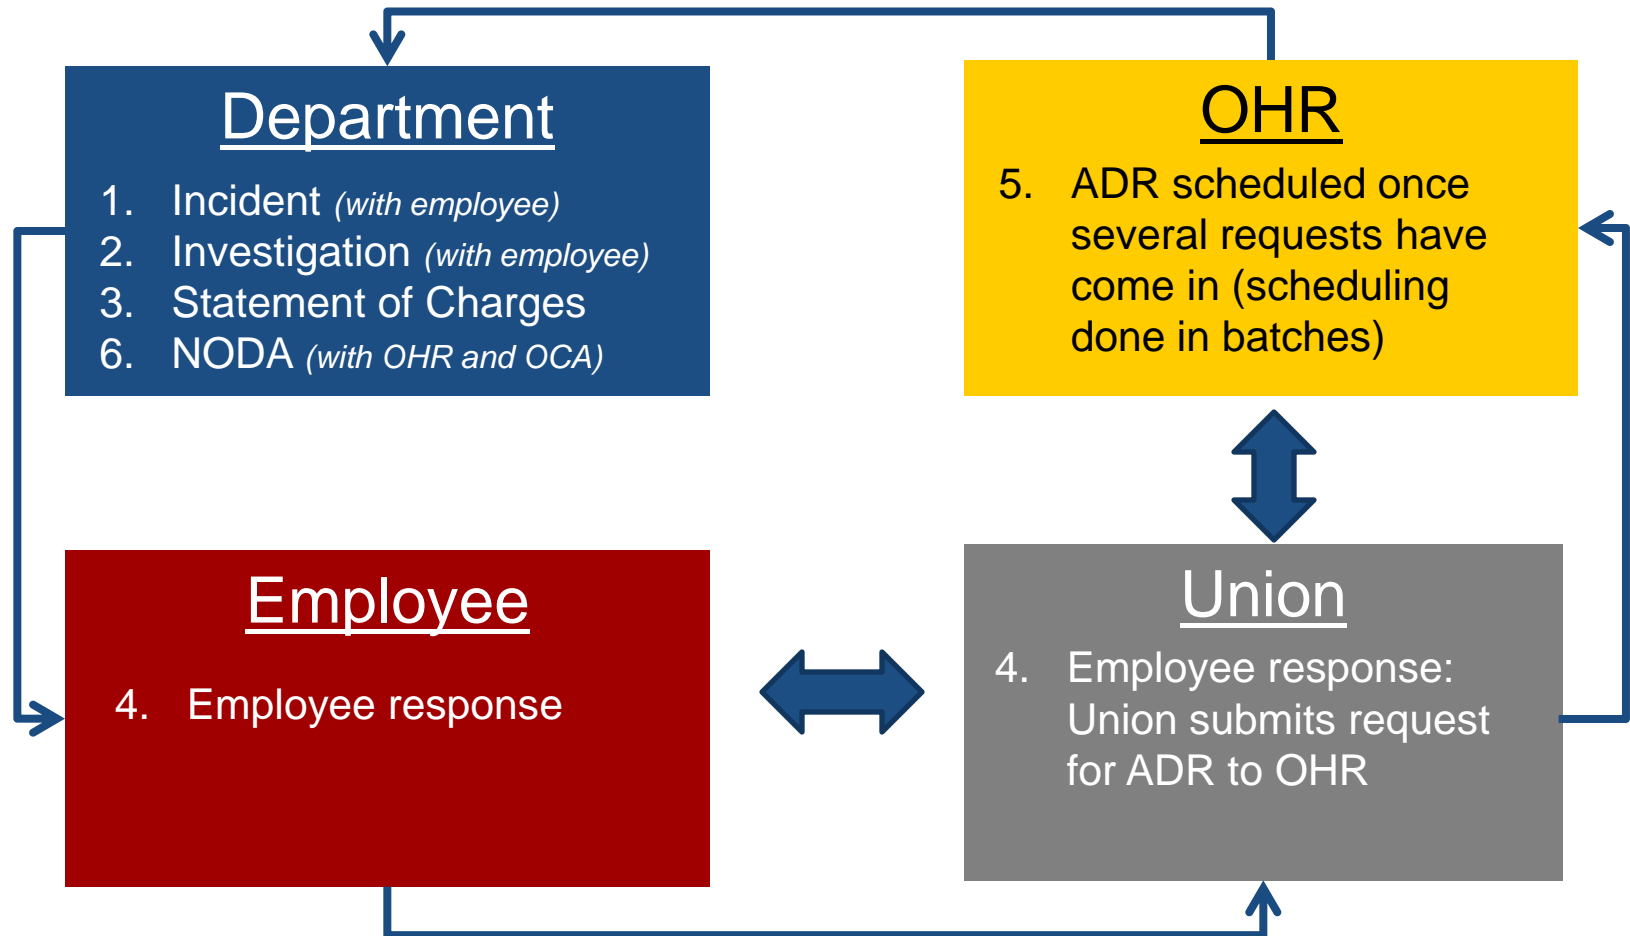 Department
1. Incident (with employee)
2. Investigation (with employee)
3. Statement of Charges
6. NODA (with OHR and OCA)
OHR
5. ADR scheduled once
several requests have
come in (scheduling
done in batches)
Employee
4. Employee response
Union
4. Employee response:
Union submits request
for ADR to OHR